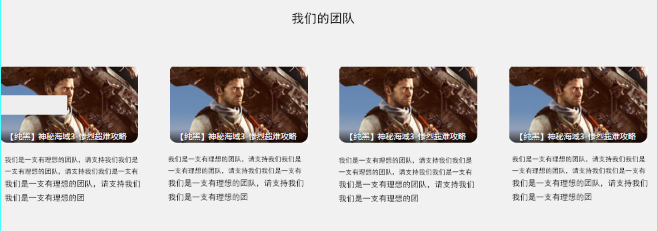 我们的团队
【纯黑】神秘海域3 惨烈超难攻略
我们是一支有理想的团队，请支持我们我们是
一支有理想的团队，请支持我们我们是一支有
我们是一支有理想的团队，请支持我们
我们是一支有理想的团
【纯黑】神秘海域3 惨烈超难攻略
我们是一支有理想的团队，请支持我们我们是
一支有理想的团队，请支持我们我们是一支有
我们是一支有理想的团队，请支持我们
我们是一支有理想的团
【纯黑】神秘海域3 惨烈超难攻略
我们是一支有理想的团队，请支持我们我们是
一支有理想的团队，请支持我们我们是一支有
我们是一支有理想的团队，请支持我们
我们是一支有理想的团
【纯黑】神秘海域3 惨烈超难攻略
我们是一支有理想的团队，请支持我们我们是
一支有理想的团队，请支持我们我们是一支有
我们是一支有理想的团队，请支持我们
我们是一支有理想的团